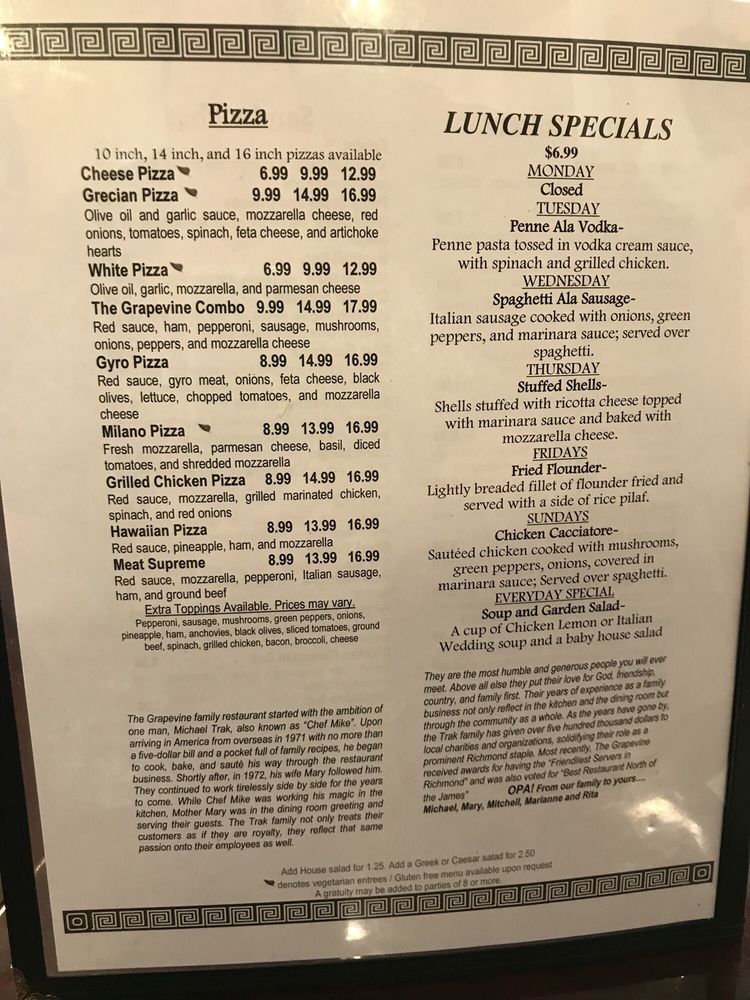 Pizza
10 inch, 14 inch, and 16 inch pizzas available
Cheese Pizza 6.99 9.99 12.99
Grecian Pizza 9.99 14.99 16.99
Olive oil and garlic sauce, mozzarella cheese, red
onions, tomatoes, spinach, feta cheese, and artichoke
hearts
White Pizza 6.99 9.99 12.99
Olive oil, garlic, mozzarella, and parmesan cheese
The Grapevine Combo 9.99 14.99 17.99
Red sauce, ham, pepperoni, sausage, mushrooms,
onions, peppers, and mozzarella cheese
Gyro Pizza 8.99 14.99 16.99
Red sauce, gyro meat, onions, feta cheese, black
olives, lettuce, chopped tomatoes, and mozzarella
cheese
Milano Pizza 8.99 13.99 16.99
Fresh mozzarella, parmesan cheese, basil, diced
tomatoes, and shredded mozzarella
Grilled Chicken Pizza 8.99 14.99 16.99
Red sauce, mozzarella, grilled marinated chicken,
spinach, and red onions
Hawaiian Pizza 8.99 13.99 16.99
Red sauce, pineapple, ham, and mozzarella
Meat Supreme 8.99 13.99 16.99
Red sauce, mozzarella, pepperoni, Italian sausage,
ham, and ground beef
Extra Toppings Available. Prices may vary.
Pepperoni, sausage, mushrooms, green peppers, onions,
pineapple, ham, anchovies, black olives, sliced tomatoes, ground
beef, spinach, grilled chicken, bacon, broccoli, cheese
The Grapevine family restaurant started with the ambition of
one man, Michael Trak, also known as "Chef Mike". Upon
arriving in America from overseas in 1971 with no more than
a five-dollar bill and a pocket full of family recipes, he began
to cook, bake, and sauté his way through the restaurant
business. Shortly after, in 1972, his wife Mary followed him.
They continued to work tirelessly side by side for the years
to come. While Chef Mike was working his magic in the
kitchen, Mother Mary was in the dining room greeting and
serving their guests. The Trak family not only treats their
customers as if they are royalty, they reflect that same
passion onto their employees as well.
LUNCH SPECIALS
$6.99
MONDAY
Closed
TUESDAY
Penne Ala Vodka-
Penne pasta tossed in vodka cream sauce,
with spinach and grilled chicken.
WEDNESDAY
Spaghetti Ala Sausage-
Italian sausage cooked with onions, green
peppers, and marinara sauce; served over
spaghetti.
THURSDAY
Stuffed Shells-
Shells stuffed with ricotta cheese topped
with marinara sauce and baked with
mozzarella cheese.
FRIDAYS
Fried Flounder-
Lightly breaded fillet of flounder fried and
served with a side of rice pilaf.
SUNDAYS
Chicken Cacciatore-
Sautéed chicken cooked with mushrooms,
green peppers, onions, covered in
marinara sauce; Served over spaghetti.
EVERYDAY SPECIAL
Soup and Garden Salad-
A cup of Chicken Lemon or Italian
Wedding soup and a baby house salad
They are the most humble and generous people you will ever
meet. Above all else they put their love for God, friendship,
country, and family first. Their years of experience as a family
business not only reflect in the kitchen and the dining room but
through the community as a whole. As the years have gone by,
the Trak family has given over five hundred thousand dollars to
local charities and organizations, solidifying their role as a
prominent Richmond staple. Most recently, The Grapevine
received awards for having the "Friendliest Servers in
Richmond" and was also voted for "Best Restaurant North of
the James" OPA! From our family to yours....
Michael, Mary, Mitchell, Marianne and Rita
Add House salad for 1.25. Add a Greek or Caesar salad for 2.50
denotes vegetarian entrees / Gluten free menu available upon request
A gratuity may be added to parties of 8 or more